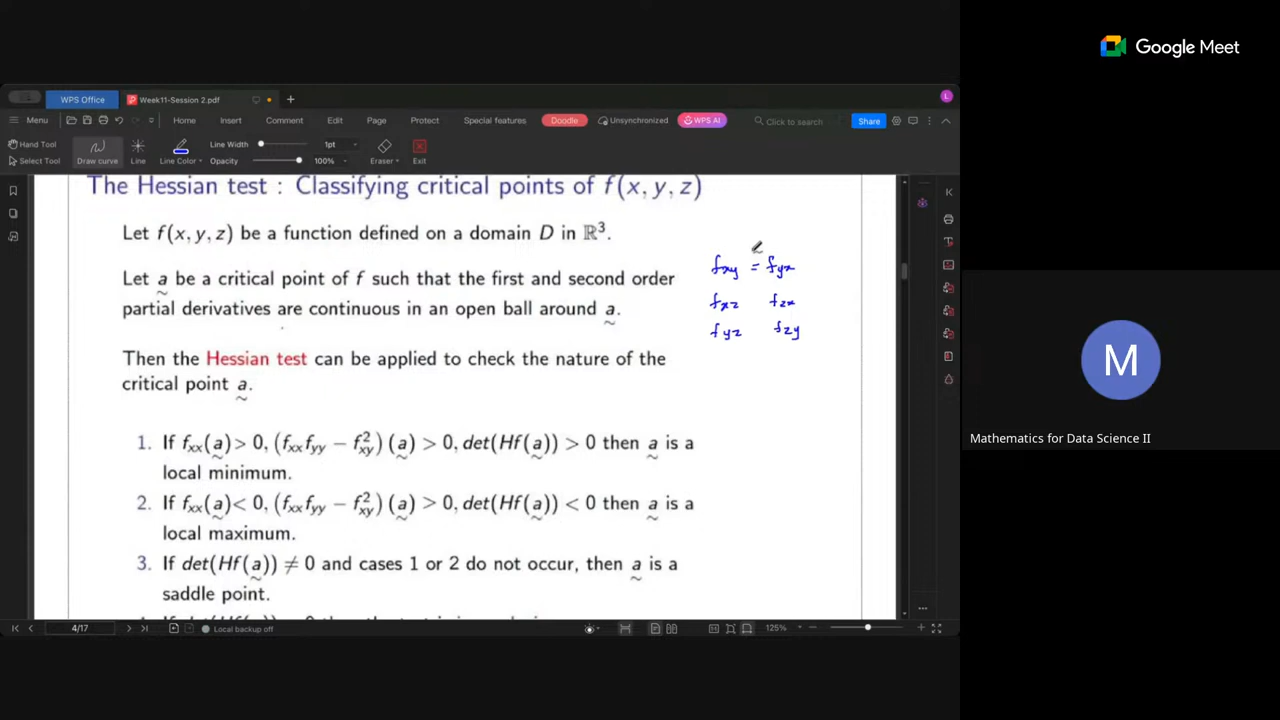 Google Meet
WPS Office
Week11-Session 2.pdf
L
Menu
Home
Insert
Comment
Edit
Page
Protect
Special features
Doodle
Unsynchronized
WPS AI
Click to search
Share
Hand Tool
Select Tool
Draw curve
Line
Line Color
Line Width
1pt
Opacity
100%
Eraser
Exit
The Hessian test : Classifying critical points of f(x, y, z)
Let f(x, y, z) be a function defined on a domain D in ℝ³.
Let a be a critical point of f such that the first and second order
partial derivatives are continuous in an open ball around a.
Then the Hessian test can be applied to check the nature of the
critical point a.
fxy = fyx
fxz fzx
fyz fzy
1. If fxx(a) > 0, (fxxfyy − f²xy)(a) > 0, det(Hf(a)) > 0 then a is a
local minimum.
2. If fxx(a) < 0, (fxxfyy − f²xy)(a) > 0, det(Hf(a)) < 0 then a is a
local maximum.
3. If det(Hf(a)) ≠ 0 and cases 1 or 2 do not occur, then a is a
saddle point.
4/17
Local backup off
125%
M
Mathematics for Data Science II